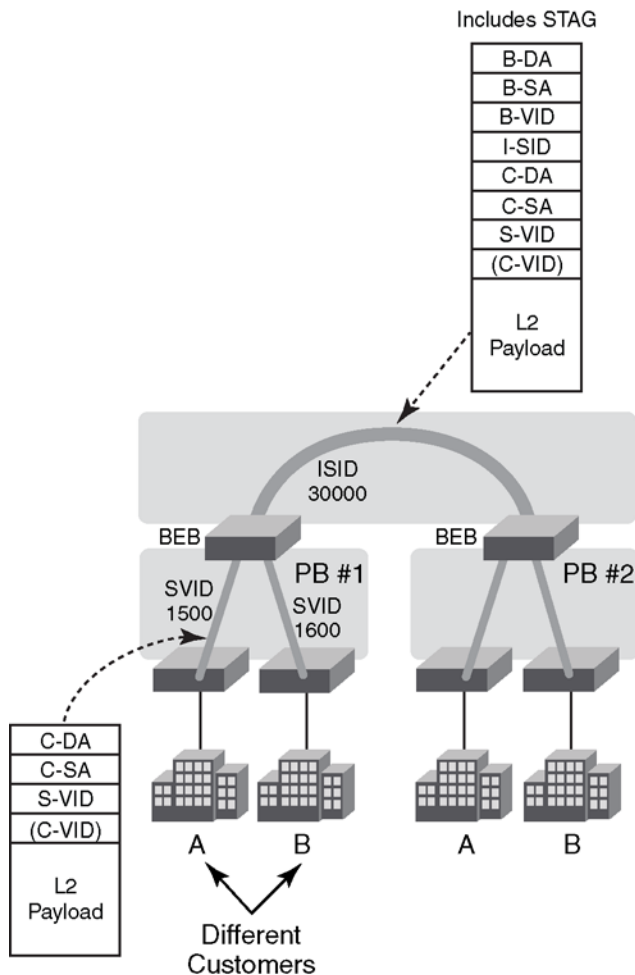 Includes STAG
B-DA
B-SA
B-VID
I-SID
C-DA
C-SA
S-VID
(C-VID)
L2
Payload
ISID
30000
BEB
BEB
PB #1
PB #2
SVID
1500
SVID
1600
C-DA
C-SA
S-VID
(C-VID)
L2
Payload
A
B
A
B
Different
Customers